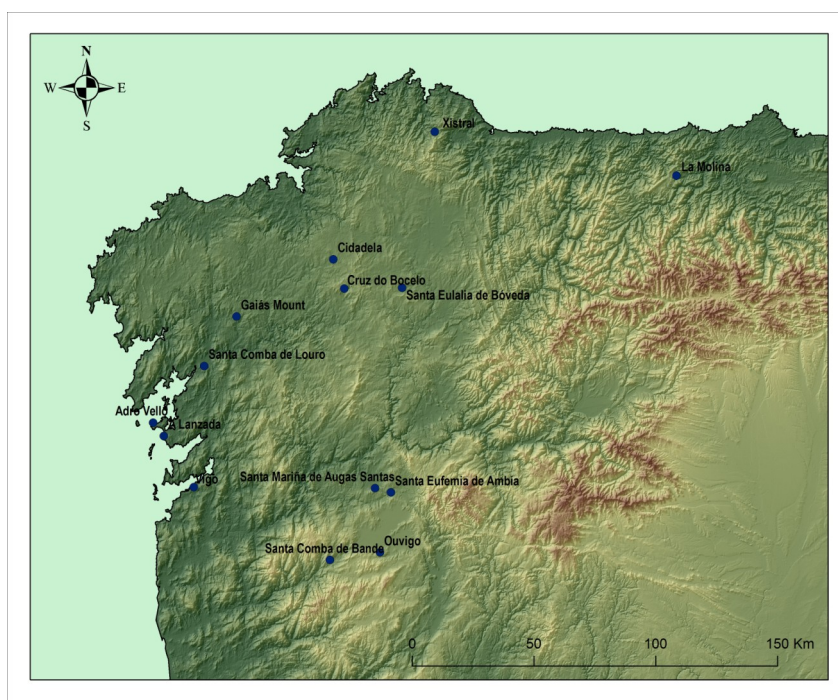 N
W E
S
Xistral
La Molina
Cidadela
Cruz do Bocelo
Santa Eulalia de Bóveda
Gaiás Mount
Santa Comba de Louro
Adro Vello
A Lanzada
Vigo
Santa Mariña de Augas Santas
Santa Eufemia de Ambia
Ouvigo
Santa Comba de Bande
0 50 100 150 Km